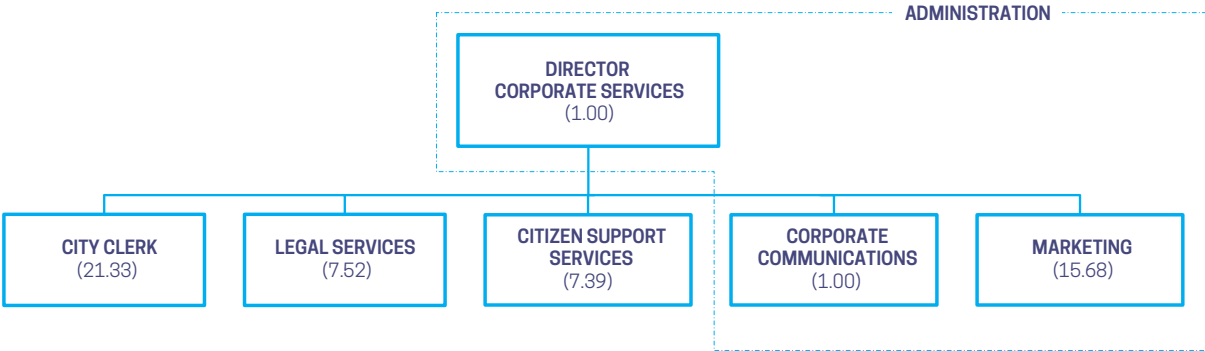 ADMINISTRATION
DIRECTOR
CORPORATE SERVICES
(1.00)
CITY CLERK
(21.33)
LEGAL SERVICES
(7.52)
CITIZEN SUPPORT
SERVICES
(7.39)
CORPORATE
COMMUNICATIONS
(1.00)
MARKETING
(15.68)